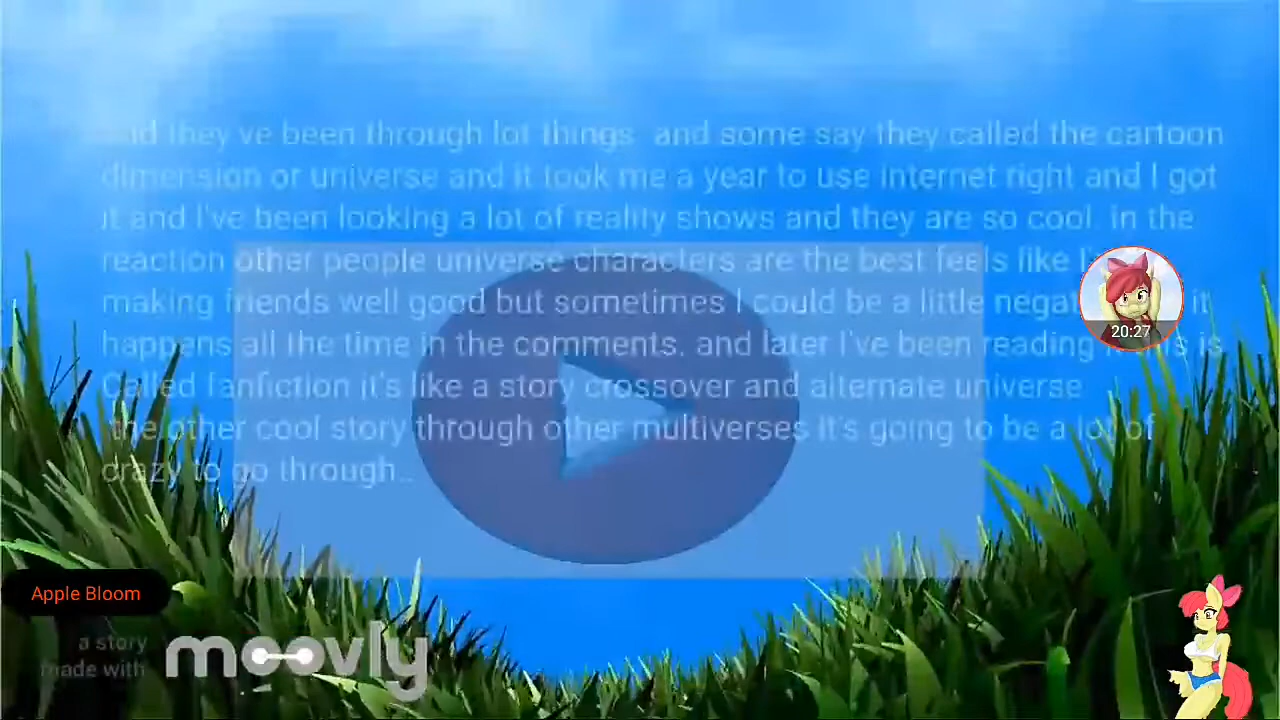 they ve been through lot things and some say they called the cartoon
dimension or universe and it took me a year to use internet right and I got
it and I've been looking a lot of reality shows and they are so cool. in the
reaction other people universe characters are the best feels like
making friends well good but sometimes I could be a little it
happens all the time in the comments. and later I've been reading is
Called fanfiction it's like a story crossover and alternate universe
the other cool story through other multiverses it's going to be a lot of
crazy to go through..
20:27
Apple Bloom
a story
made with
moovly